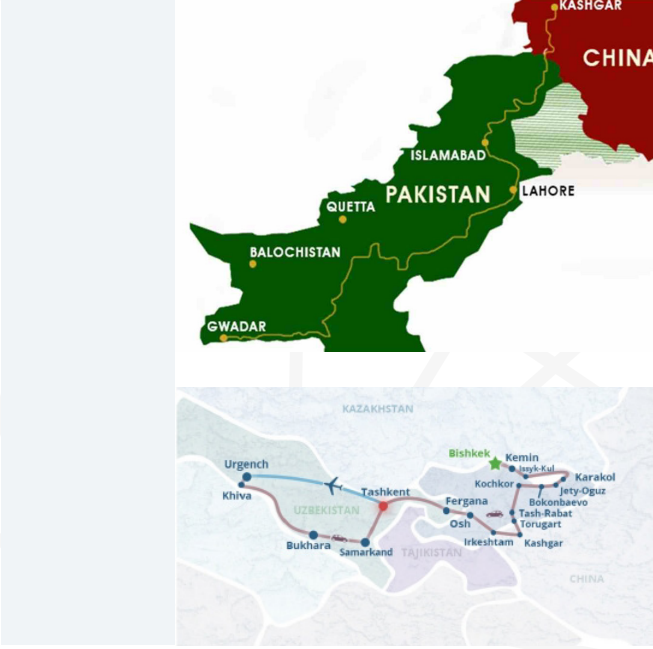 KASHGAR
CHINA
ISLAMABAD
PAKISTAN
LAHORE
QUETTA
BALOCHISTAN
GWADAR
KAZAKHSTAN
Bishkek
Kemin
Urgench
Issyk-Kul
Karakol
Khiva
Kochkor
Jety-Oguz
Tashkent
Bokonbaevo
Fergana
UZBEKISTAN
Tash-Rabat
Osh
Torugart
Bukhara
Samarkand
TAJIKISTAN
Irkeshtam
Kashgar
CHINA